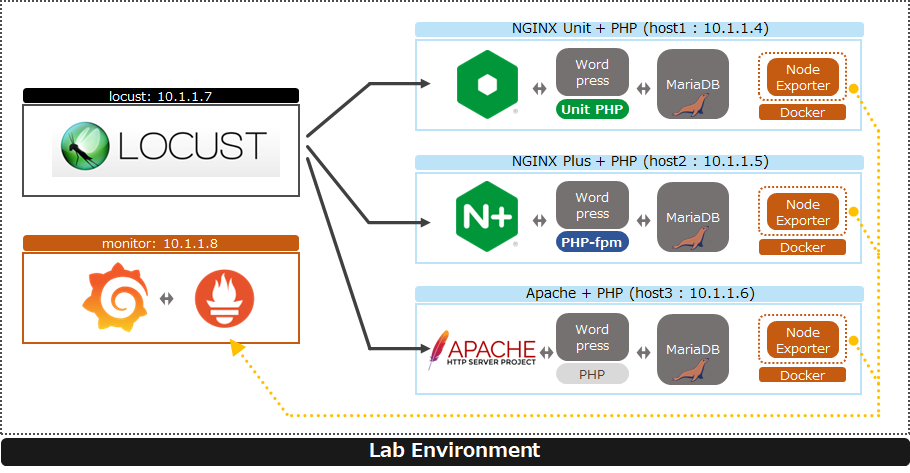 locust: 10.1.1.7
LOCUST
monitor: 10.1.1.8
NGINX Unit + PHP (host1 : 10.1.1.4)
Word
press
Unit PHP
MariaDB
Node
Exporter
Docker
NGINX Plus + PHP (host2 : 10.1.1.5)
N+
Word
press
PHP-fpm
MariaDB
Node
Exporter
Docker
Apache + PHP (host3 : 10.1.1.6)
APACHE
HTTP SERVER PROJECT
Word
press
PHP
MariaDB
Node
Exporter
Docker
Lab Environment